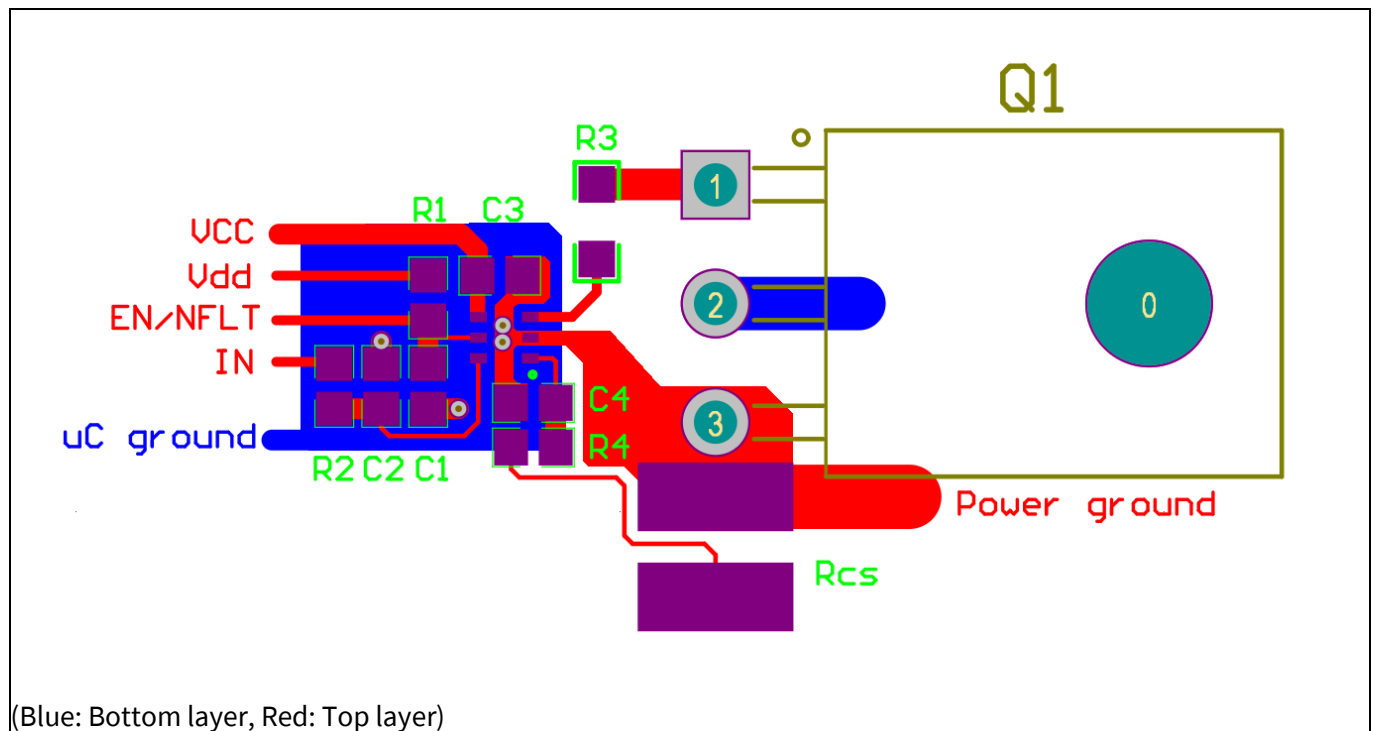 Q1
R3
1
R1 C3
VCC
Vdd
EN/NFLT
IN
2
0
C4
3
uC ground
R4
R2 C2 C1
Power ground
Rcs
(Blue: Bottom layer, Red: Top layer)